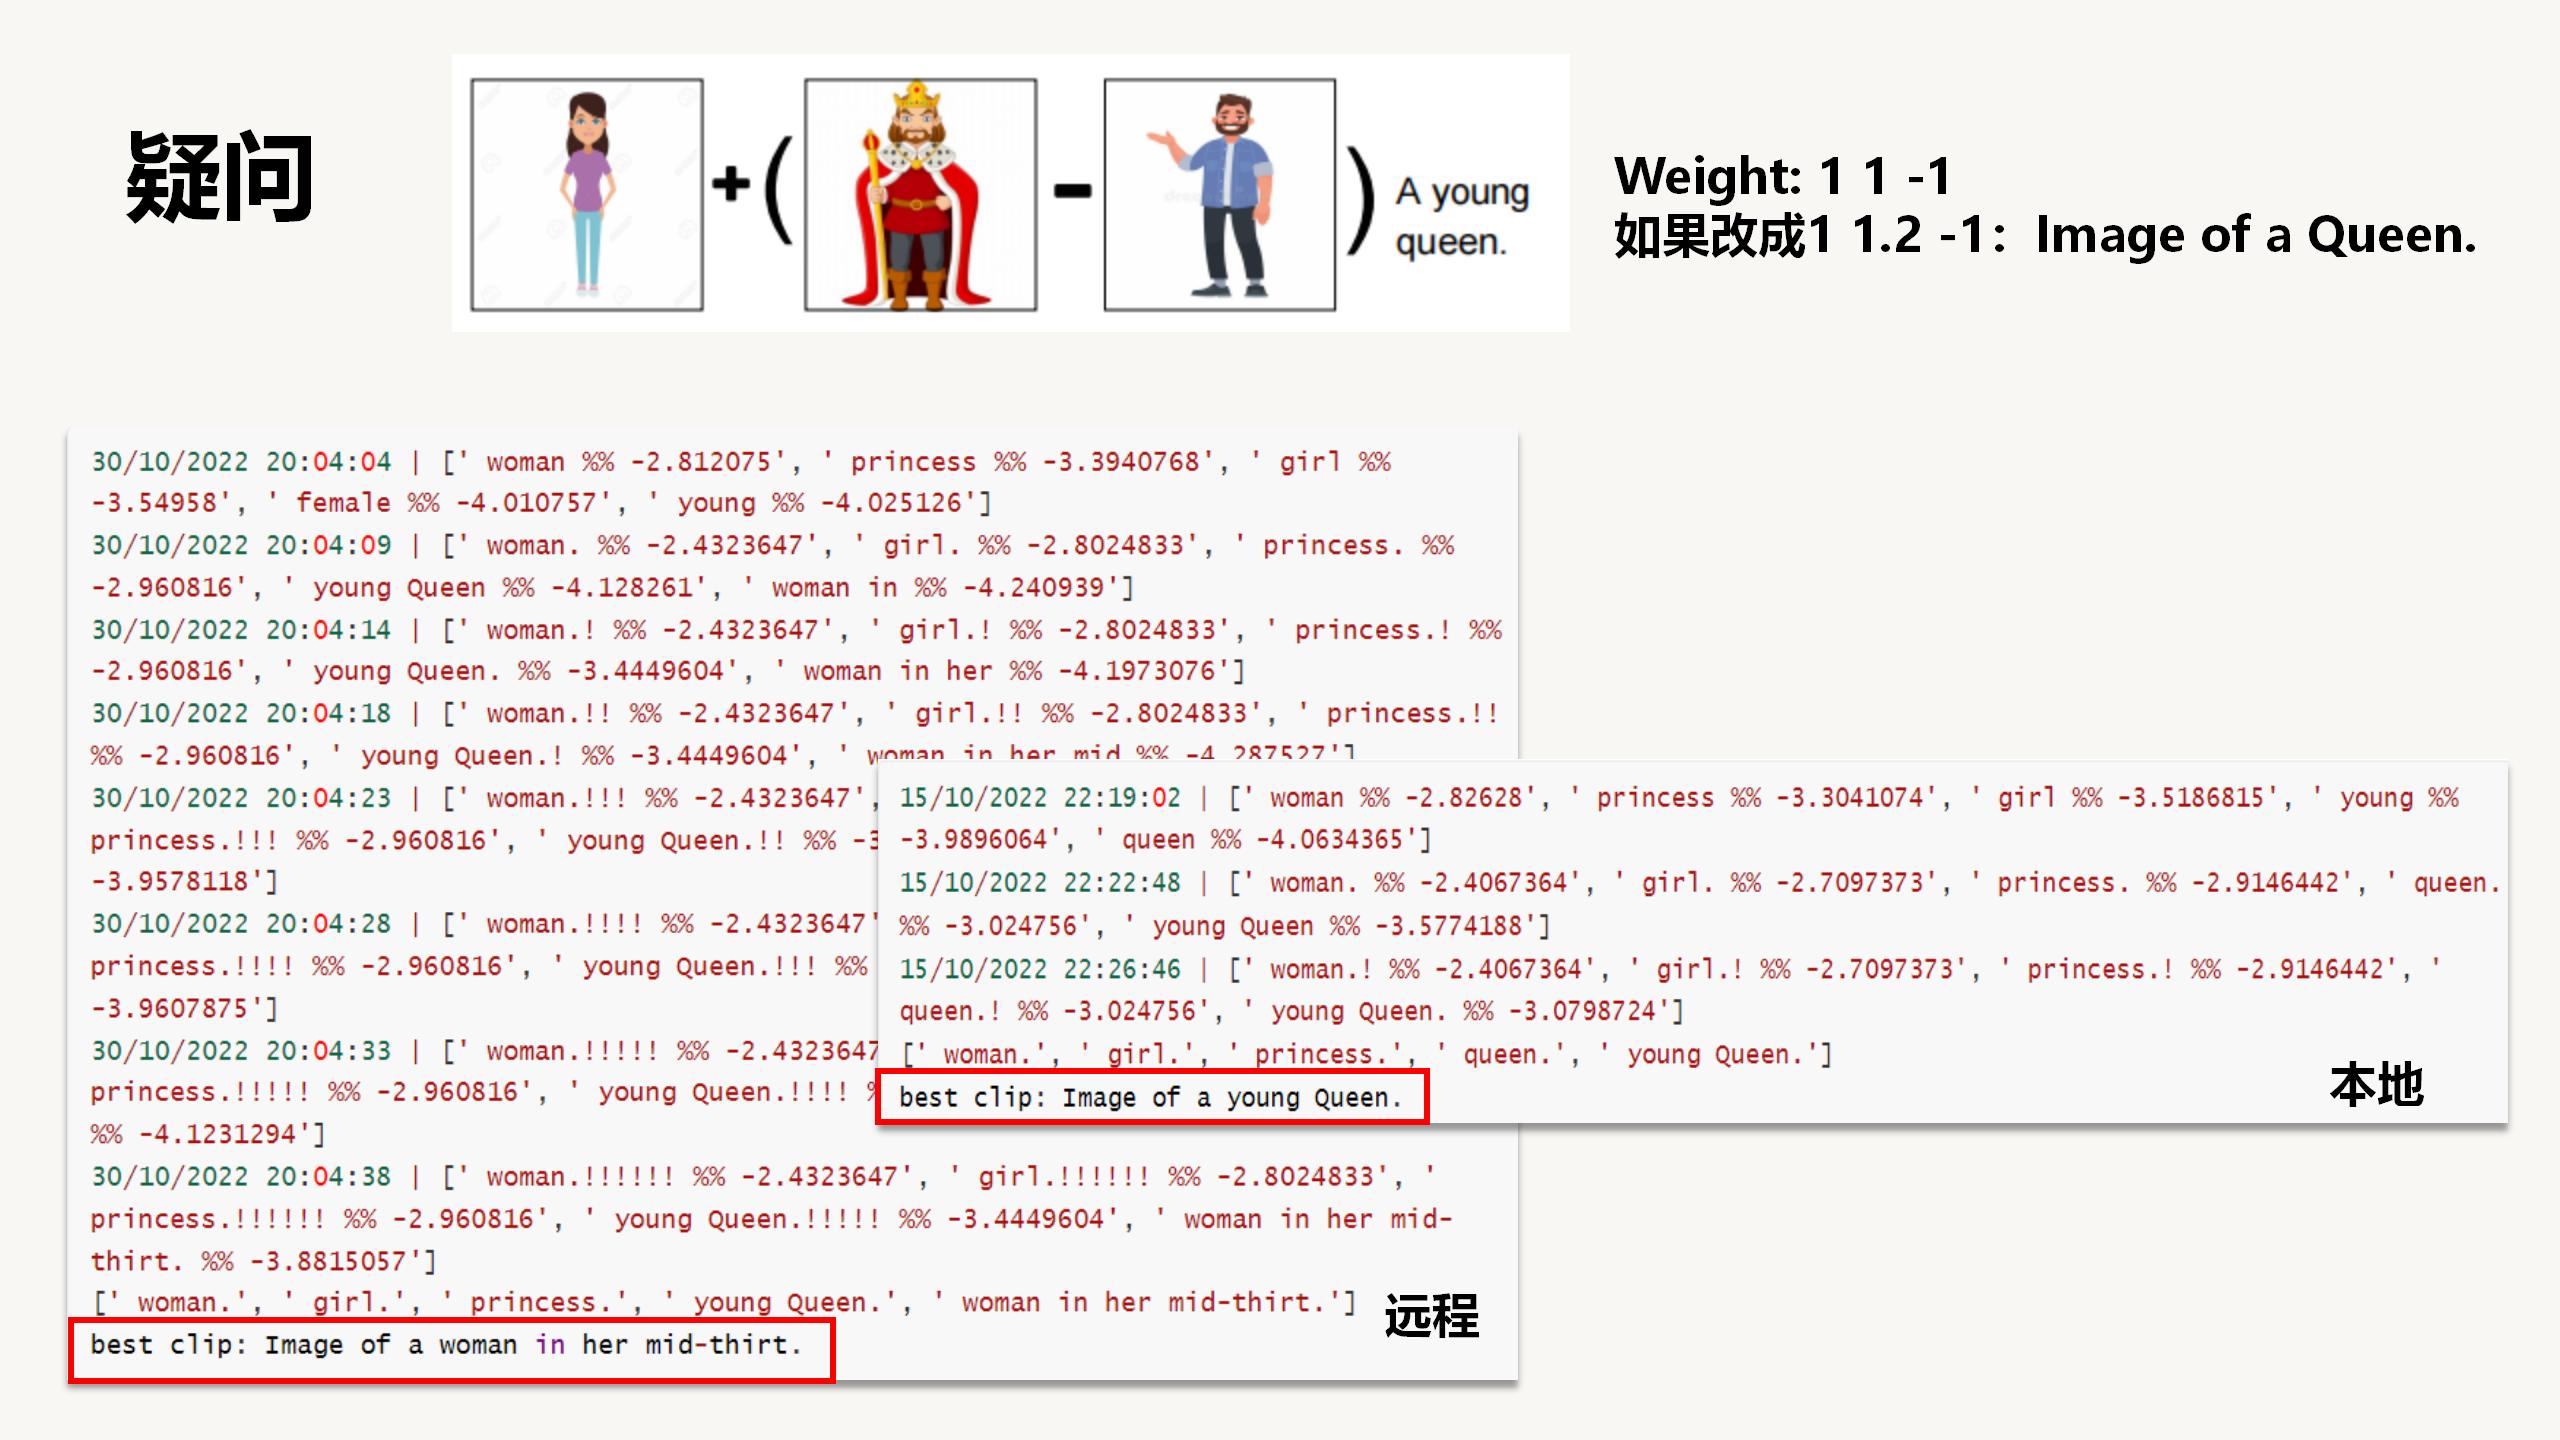 疑问
+ ( - ) A young
queen.
Weight: 1 1 -1
如果改成1 1.2 -1：Image of a Queen.
30/10/2022 20:04:04 | [' woman %% -2.812075', ' princess %% -3.3940768', ' girl %%
-3.54958', ' female %% -4.010757', ' young %% -4.025126']
30/10/2022 20:04:09 | [' woman. %% -2.4323647', ' girl. %% -2.8024833', ' princess. %%
-2.960816', ' young Queen %% -4.128261', ' woman in %% -4.240939']
30/10/2022 20:04:14 | [' woman.! %% -2.4323647', ' girl.! %% -2.8024833', ' princess.! %%
-2.960816', ' young Queen. %% -3.4449604', ' woman in her %% -4.1973076']
30/10/2022 20:04:18 | [' woman.!! %% -2.4323647', ' girl.!! %% -2.8024833', ' princess.!!
%% -2.960816', ' young Queen.! %% -3.4449604', ' woman in her mid %% -4.287527']
30/10/2022 20:04:23 | [' woman.!!! %% -2.4323647',
princess.!!! %% -2.960816', ' young Queen.!! %% -3
-3.9578118']
30/10/2022 20:04:28 | [' woman.!!!! %% -2.4323647'
princess.!!!! %% -2.960816', ' young Queen.!!! %%
-3.9607875']
30/10/2022 20:04:33 | [' woman.!!!!! %% -2.4323647
princess.!!!!! %% -2.960816', ' young Queen.!!!! %
%% -4.1231294']
30/10/2022 20:04:38 | [' woman.!!!!!! %% -2.4323647', ' girl.!!!!!! %% -2.8024833', '
princess.!!!!!! %% -2.960816', ' young Queen.!!!!! %% -3.4449604', ' woman in her mid-
thirt. %% -3.8815057']
[' woman.', ' girl.', ' princess.', ' young Queen.', ' woman in her mid-thirt.']
best clip: Image of a woman in her mid-thirt.
远程
15/10/2022 22:19:02 | [' woman %% -2.82628', ' princess %% -3.3041074', ' girl %% -3.5186815', ' young %%
-3.9896064', ' queen %% -4.0634365']
15/10/2022 22:22:48 | [' woman. %% -2.4067364', ' girl. %% -2.7097373', ' princess. %% -2.9146442', ' queen.
%% -3.024756', ' young Queen %% -3.5774188']
15/10/2022 22:26:46 | [' woman.! %% -2.4067364', ' girl.! %% -2.7097373', ' princess.! %% -2.9146442', '
queen.! %% -3.024756', ' young Queen. %% -3.0798724']
[' woman.', ' girl.', ' princess.', ' queen.', ' young Queen.']
best clip: Image of a young Queen.
本地